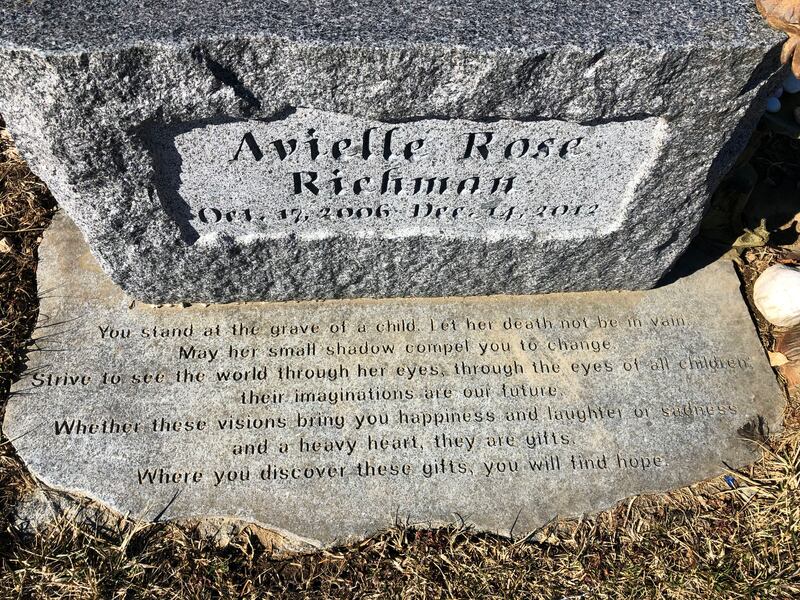 Avielle Rose
Richman
Oct. 17, 2006 - Dec. 14, 2012
You stand at the grave of a child. Let her death not be in vain.
May her small shadow compel you to change.
Strive to see the world through her eyes, through the eyes of all children,
their imaginations are our future.
Whether these visions bring you happiness and laughter or sadness
and a heavy heart, they are gifts.
Where you discover these gifts, you will find hope.